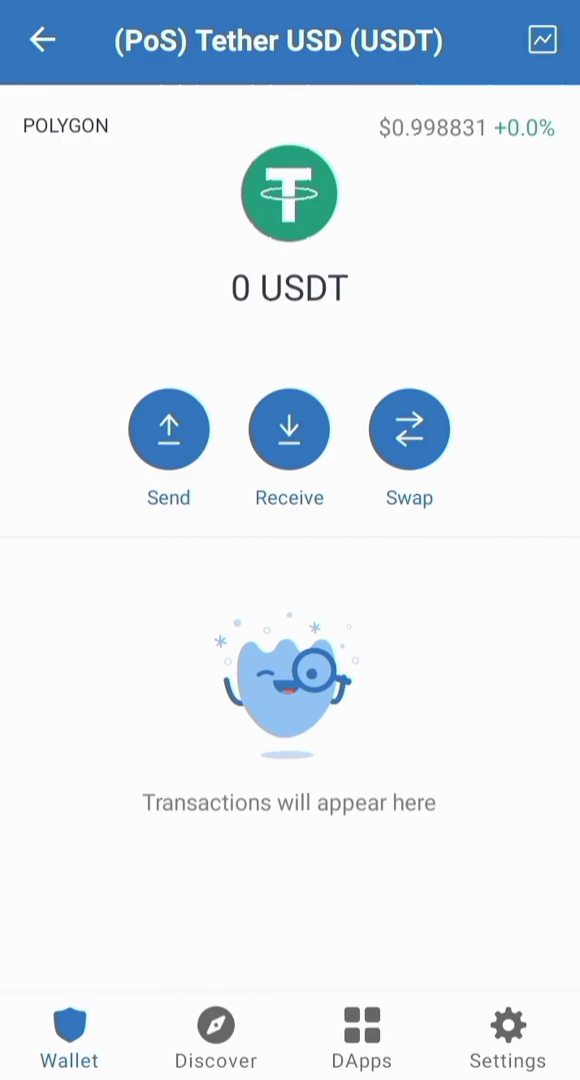 (PoS) Tether USD (USDT)
POLYGON
$0.998831 +0.0%
0 USDT
Send
Receive
Swap
Transactions will appear here
Wallet
Discover
DApps
Settings